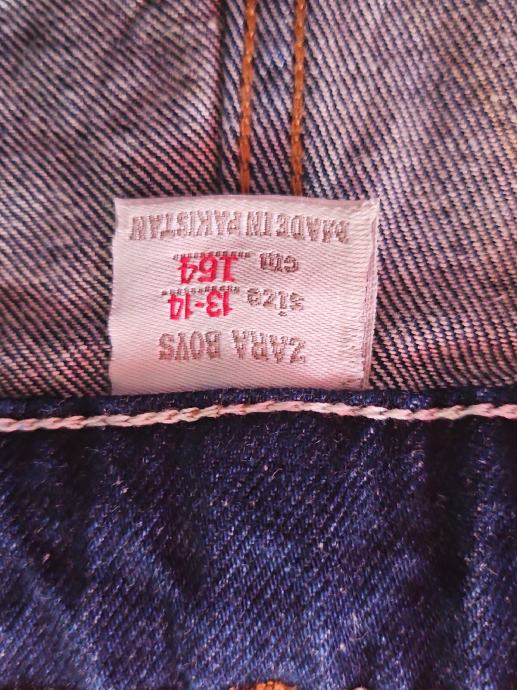 ZARA BOYS
size 13-14
cm 164
MADE IN PAKISTAN